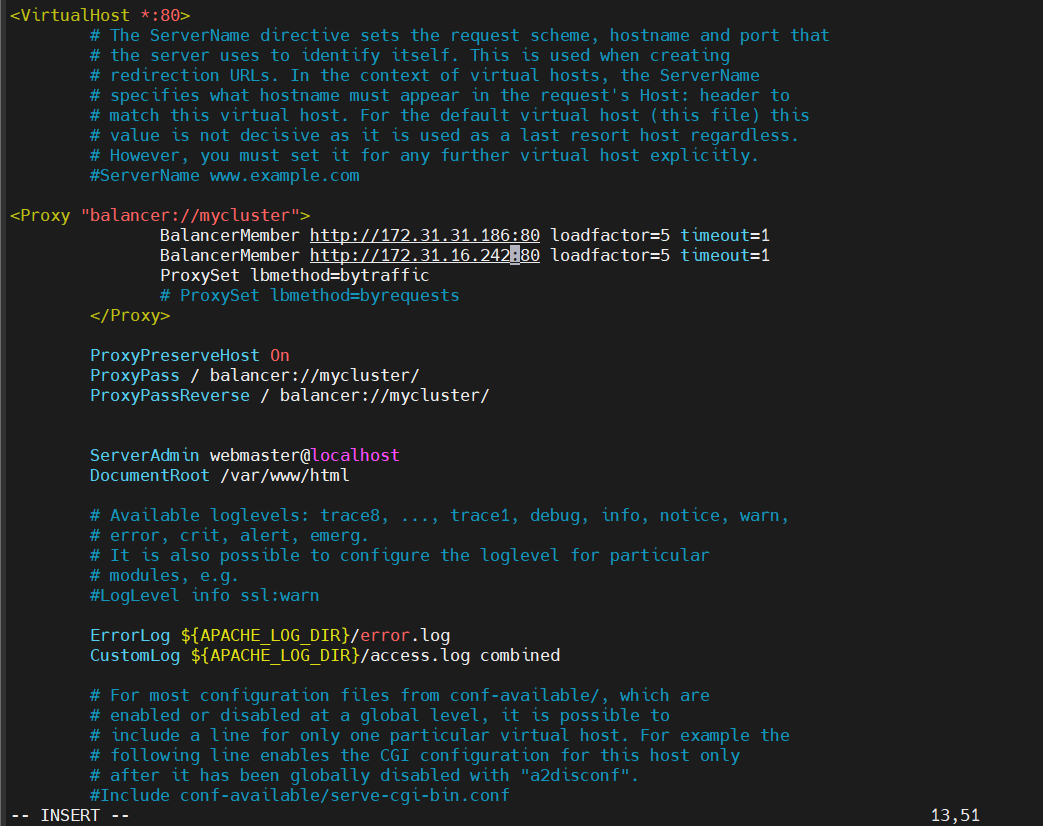 <VirtualHost *:80>
# The ServerName directive sets the request scheme, hostname and port that
# the server uses to identify itself. This is used when creating
# redirection URLs. In the context of virtual hosts, the ServerName
# specifies what hostname must appear in the request's Host: header to
# match this virtual host. For the default virtual host (this file) this
# value is not decisive as it is used as a last resort host regardless.
# However, you must set it for any further virtual host explicitly.
#ServerName www.example.com
<Proxy "balancer://mycluster">
BalancerMember http://172.31.31.186:80 loadfactor=5 timeout=1
BalancerMember http://172.31.16.242:80 loadfactor=5 timeout=1
ProxySet lbmethod=bytraffic
# ProxySet lbmethod=byrequests
</Proxy>
ProxyPreserveHost On
ProxyPass / balancer://mycluster/
ProxyPassReverse / balancer://mycluster/
ServerAdmin webmaster@localhost
DocumentRoot /var/www/html
# Available loglevels: trace8, ..., trace1, debug, info, notice, warn,
# error, crit, alert, emerg.
# It is also possible to configure the loglevel for particular
# modules, e.g.
#LogLevel info ssl:warn
ErrorLog ${APACHE_LOG_DIR}/error.log
CustomLog ${APACHE_LOG_DIR}/access.log combined
# For most configuration files from conf-available/, which are
# enabled or disabled at a global level, it is possible to
# include a line for only one particular virtual host. For example the
# following line enables the CGI configuration for this host only
# after it has been globally disabled with "a2disconf".
#Include conf-available/serve-cgi-bin.conf
-- INSERT -- 13,51